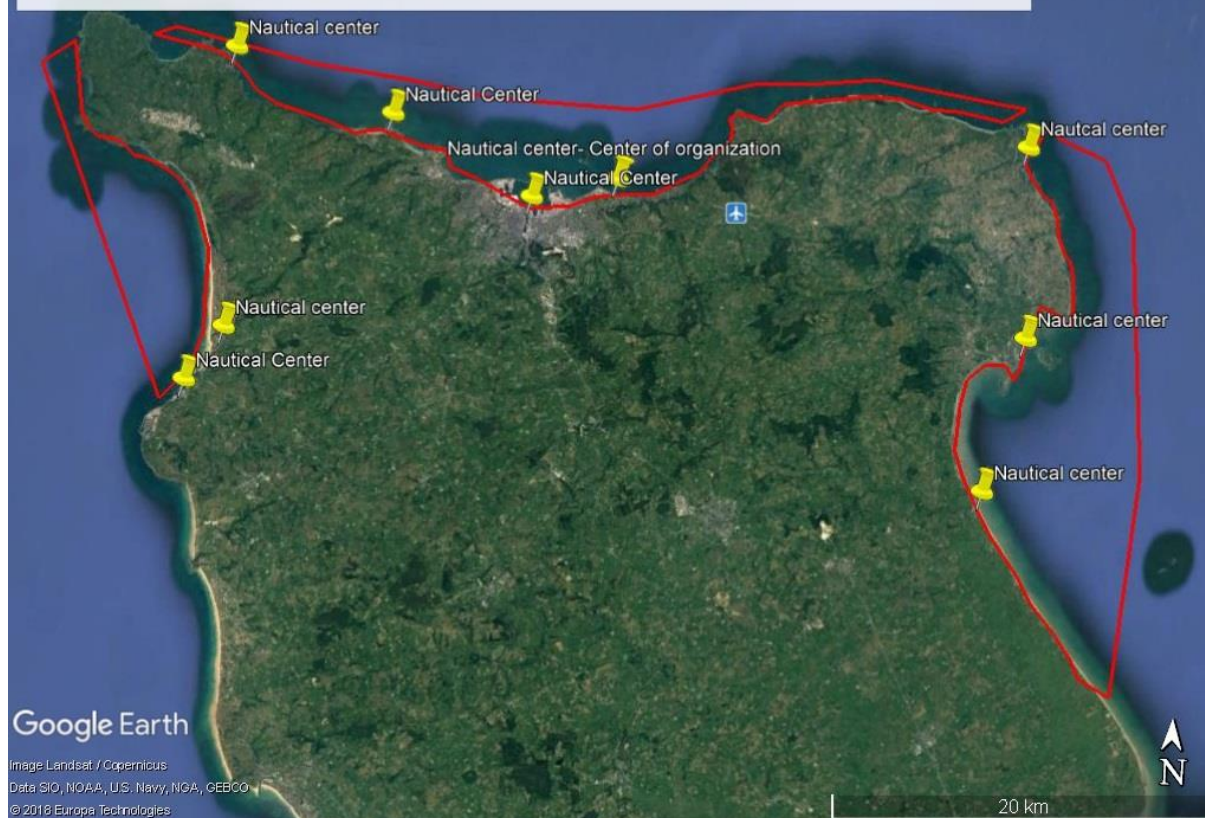 Nautical center
Nautical Center
Nautcal center
Nautical center- Center of organization
Nautical Center
Nautical center
Nautical center
Nautical Center
Nautical center
Google Earth
Image Landsat / Copernicus
Data SIO, NOAA, U.S. Navy, NGA, GEBCO
© 2018 Europa Technologies
N
20 km